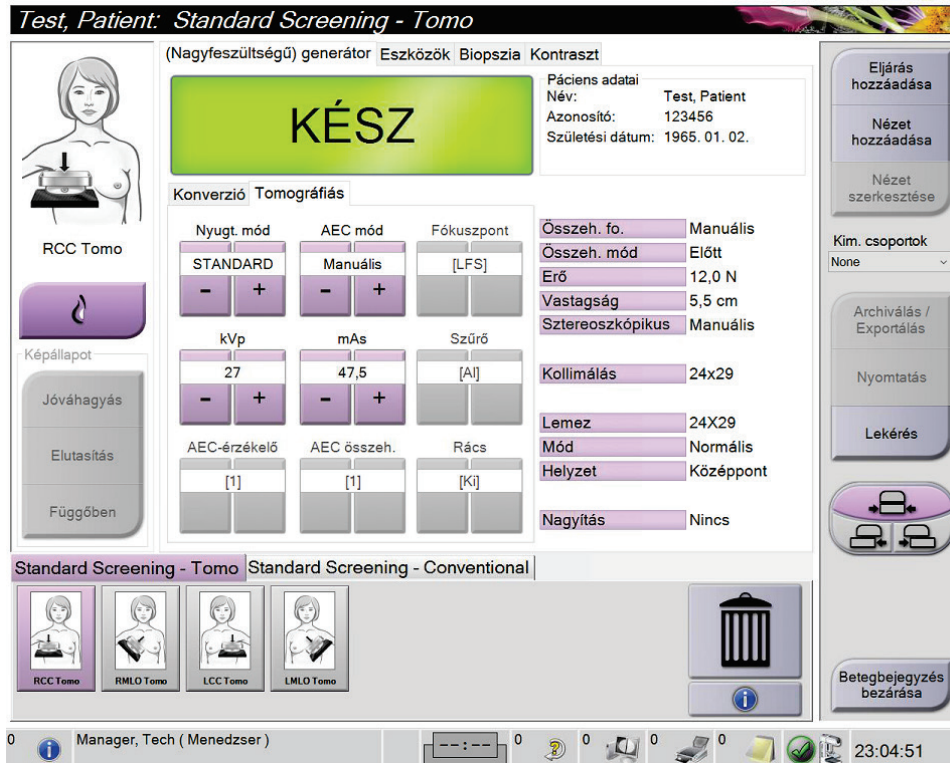 Test, Patient: Standard Screening - Tomo
(Nagyfeszültségű) generátor Eszközök Biopszia Kontraszt
KÉSZ
Páciens adatai
Név: Test, Patient
Azonosító: 123456
Születési dátum: 1965. 01. 02.
RCC Tomo
Képállapot
Jóváhagyás
Elutasítás
Függőben
Konverzió Tomográfiás
Nyugt. mód AEC mód Fókuszpont
STANDARD Manuális [LFS]
- + - +
kVp mAs Szűrő
27 47,5 [Al]
- + - +
AEC-érzékelő AEC összeh. Rács
[1] [1] [Ki]
Összeh. fo. Manuális
Összeh. mód Előtt
Erő 12,0 N
Vastagság 5,5 cm
Sztereoszkópikus Manuális
Kollimálás 24x29
Lemez 24X29
Mód Normális
Helyzet Középpont
Nagyítás Nincs
Eljárás
hozzáadása
Nézet
hozzáadása
Nézet
szerkesztése
Kim. csoportok
None
Archiválás /
Exportálás
Nyomtatás
Lekérés
Betegbejegyzés
bezárása
Standard Screening - Tomo Standard Screening - Conventional
RCC Tomo RMLO Tomo LCC Tomo LMLO Tomo
0 Manager, Tech ( Menedzser ) --:-- 0 0 0 0 23:04:51